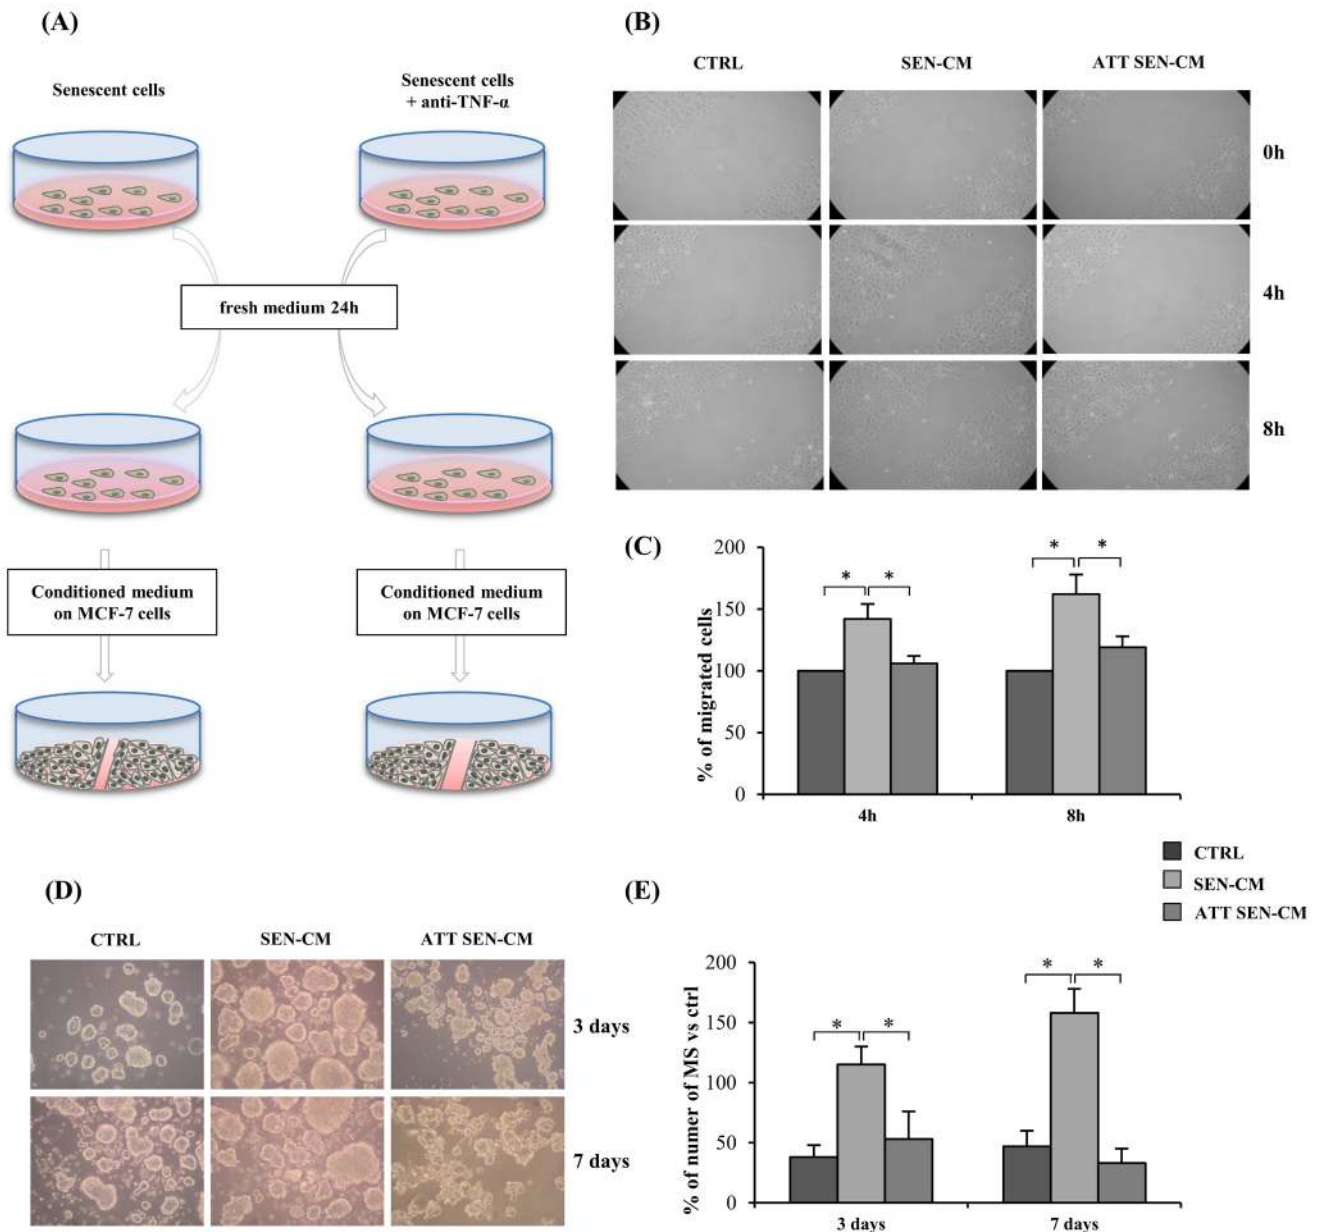 (A)
Senescent cells
Senescent cells
+ anti-TNF-α
fresh medium 24h
Conditioned medium
on MCF-7 cells
Conditioned medium
on MCF-7 cells
(B)
CTRL
SEN-CM
ATT SEN-CM
0h
4h
8h
(C)
% of migrated cells
200
150
100
50
0
* * * *
4h
8h
CTRL
SEN-CM
ATT SEN-CM
(D)
CTRL
SEN-CM
ATT SEN-CM
3 days
7 days
(E)
% of numer of MS vs ctrl
200
150
100
50
0
* * * *
3 days
7 days